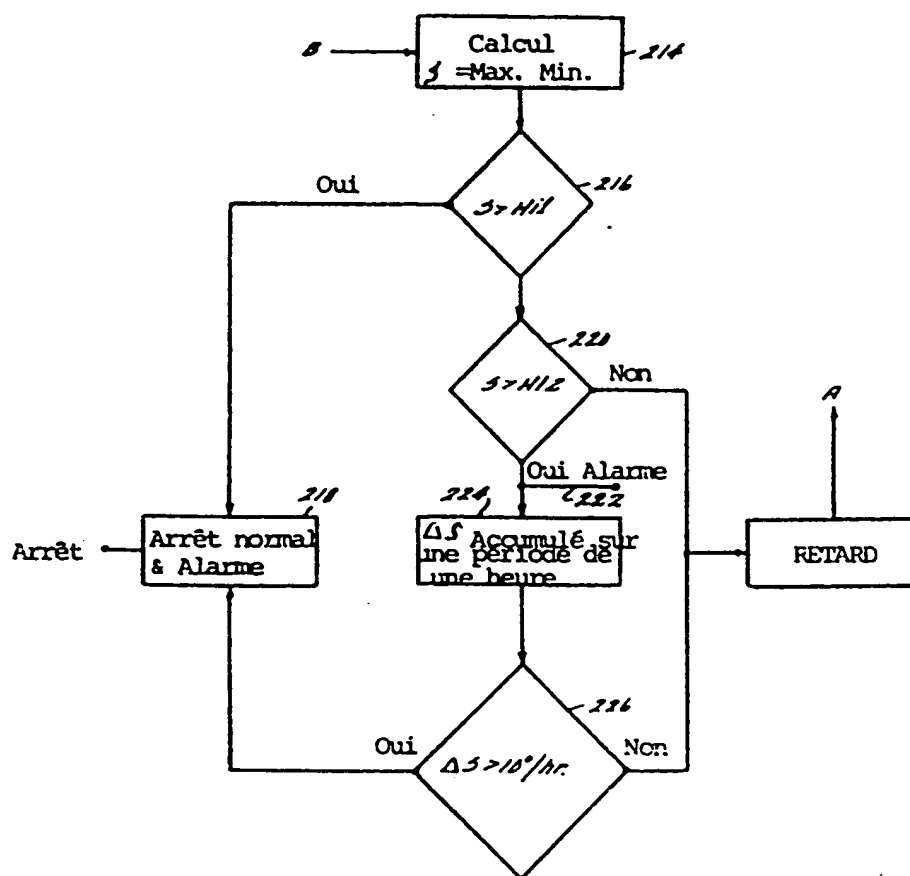 B
Calcul
S =Max. Min.
214
Oui
216
S>Hi1
220
S>Hi2
Non
A
Oui Alarme
222
224
218
ΔS Accumulé sur
une période de
une heure
Arrêt
Arrêt normal
& Alarme
RETARD
226
Oui
Non
ΔS>10°/hr.